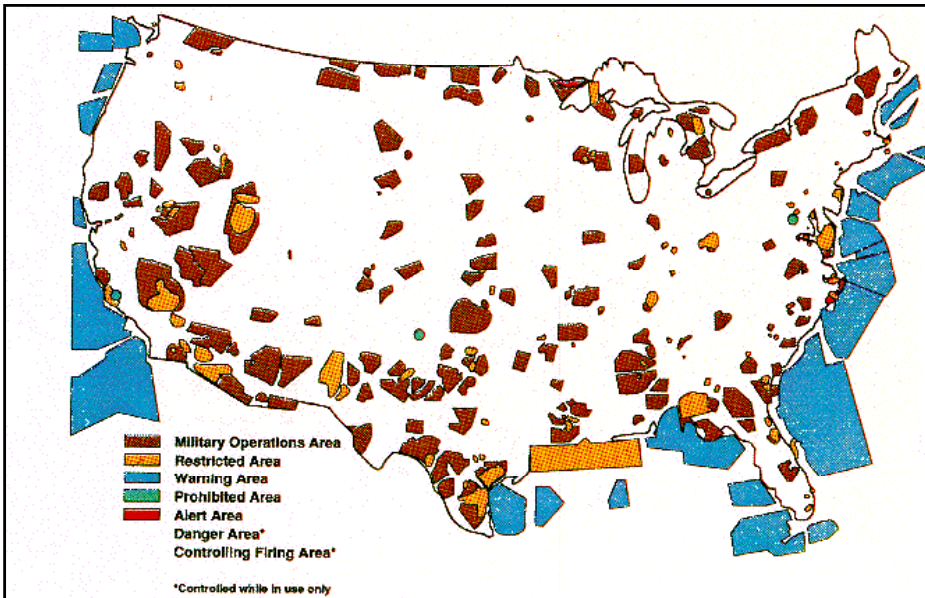 Military Operations Area
Restricted Area
Warning Area
Prohibited Area
Alert Area
Danger Area*
Controlling Firing Area*
*Controlled while in use only